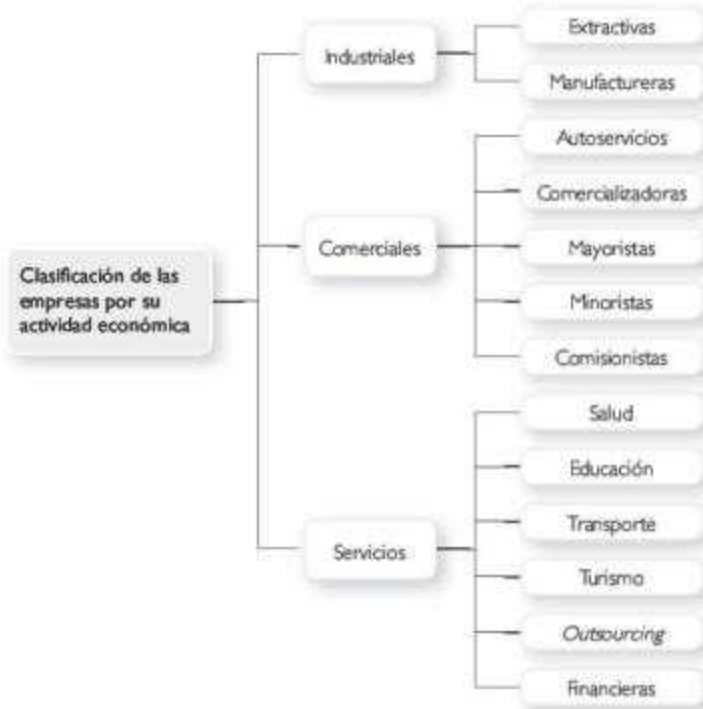 Clasificación de las
empresas por su
actividad económica
Industriales
Extractivas
Manufactureras
Comerciales
Autoservicios
Comercializadoras
Mayoristas
Minoristas
Comisionistas
Servicios
Salud
Educación
Transporte
Turismo
Outsourcing
Financieras